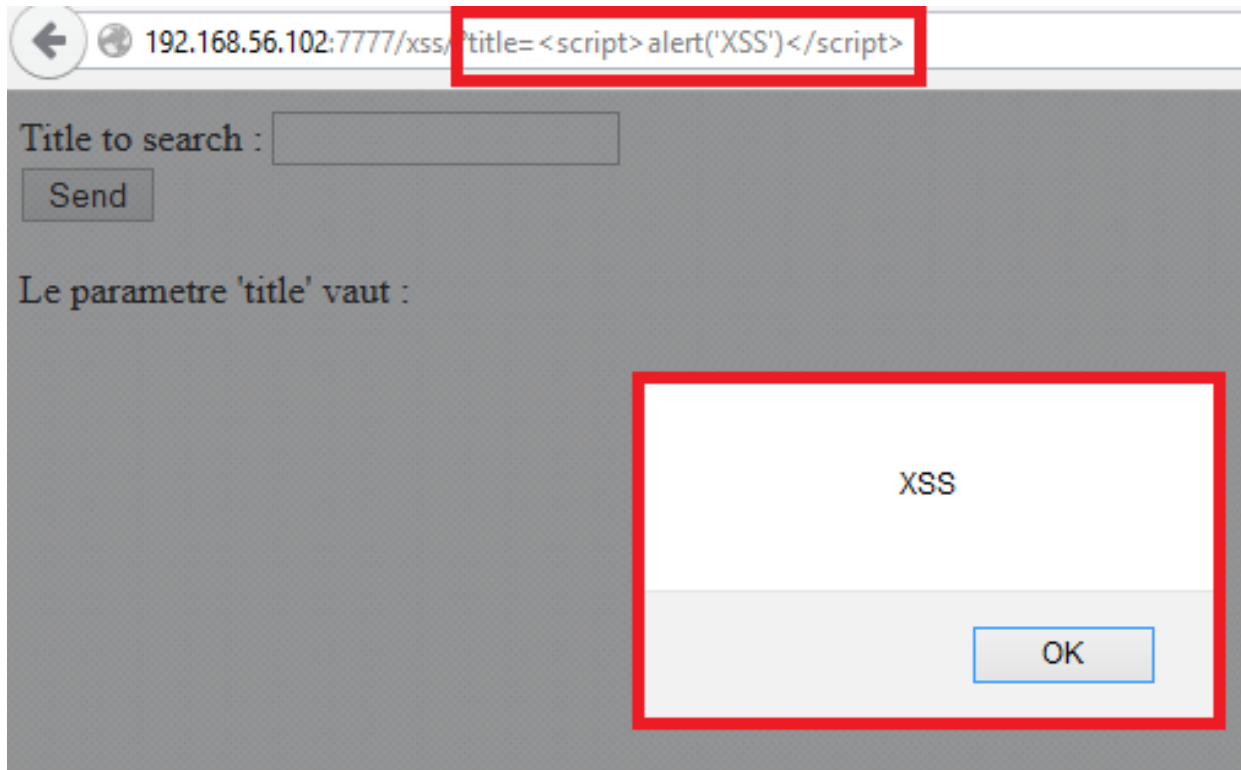 192.168.56.102:7777/xss/?title=<script>alert('XSS')</script>
Title to search :
Send
Le parametre 'title' vaut :
XSS
OK